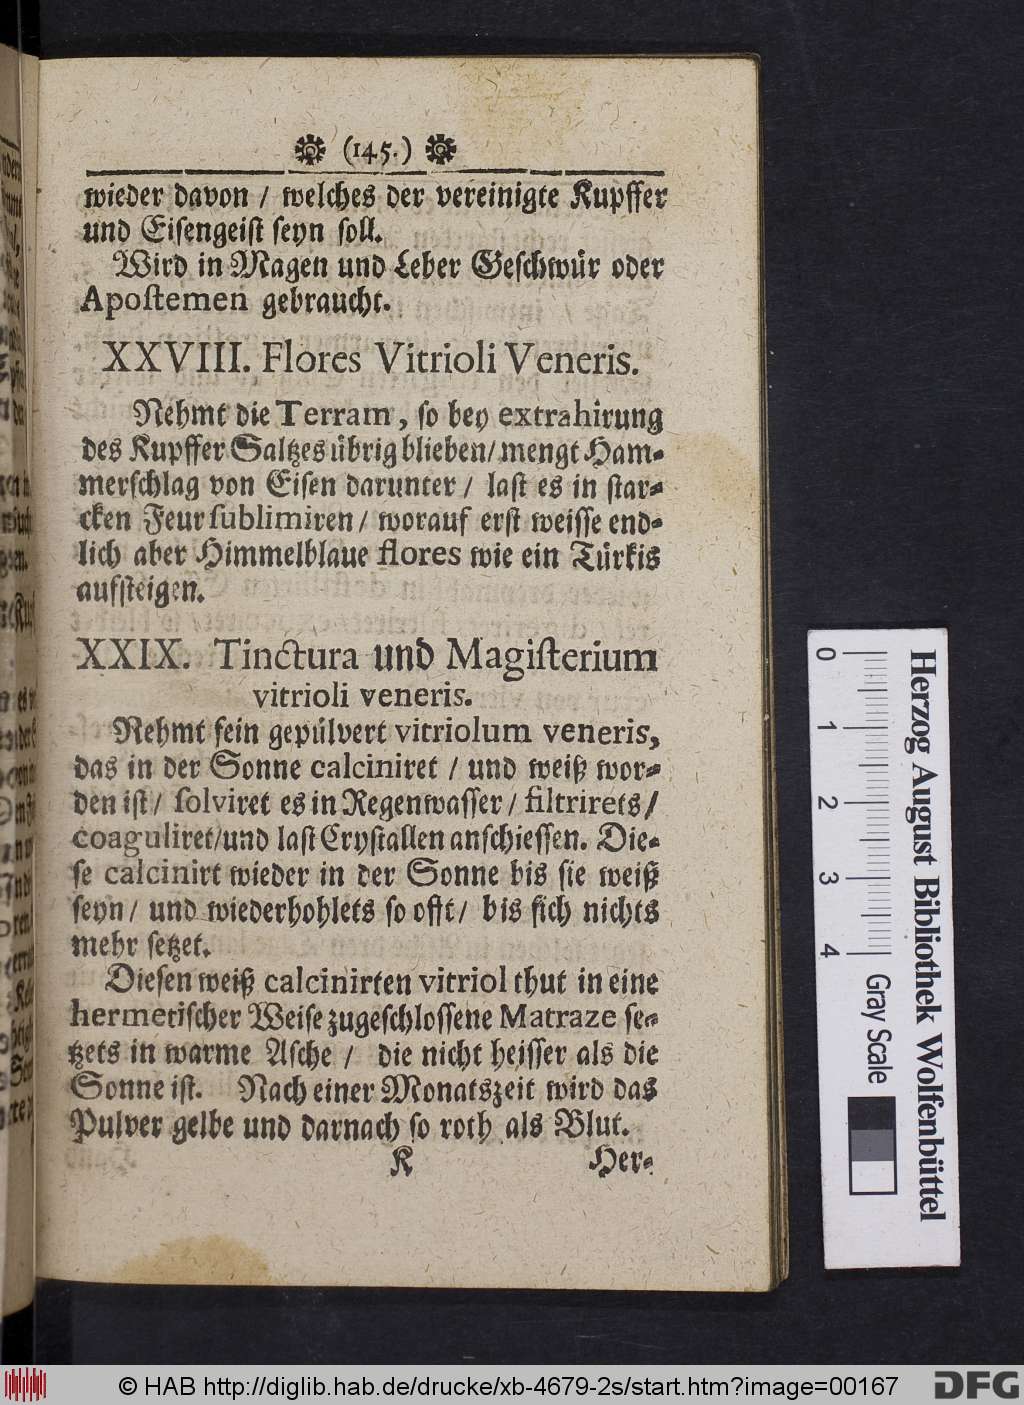 (145.)
wieder davon / welches der vereinigte Kupffer
und Eisengeist seyn soll.
Wird in Magen und Leber Geschwür oder
Apostemen gebraucht.
XXVIII. Flores Vitrioli Veneris.
Nehmt die Terram, so bey extrahirung
des Kupffer Saltzes übrig blieben / mengt Ham-
merschlag von Eisen darunter / last es in star-
cken Feur sublimiren / worauf erst weisse end-
lich aber Himmelblaue flores wie ein Türkis
aufsteigen.
XXIX. Tinctura und Magisterium
vitrioli veneris.
Nehmt fein gepülvert vitriolum veneris,
das in der Sonne calciniret / und weiß wor-
den ist / solviret es in Regenwasser / filtrirets /
coaguliret / und last Crystallen anschiessen. Die-
se calcinirt wieder in der Sonne bis sie weiß
seyn / und wiederhohlets so offt / bis sich nichts
mehr setzet.
Diesen weiß calcinirten vitriol thut in eine
hermetischer Weise zugeschlossene Matraze se-
tzets in warme Asche / die nicht heisser als die
Sonne ist. Nach einer Monatszeit wird das
Pulver gelbe und darnach so roth als Blut.
K Her-
0 1 2 3 4
Herzog August Bibliothek Wolfenbüttel
Gray Scale
© HAB http://diglib.hab.de/drucke/xb-4679-2s/start.htm?image=00167
DFG